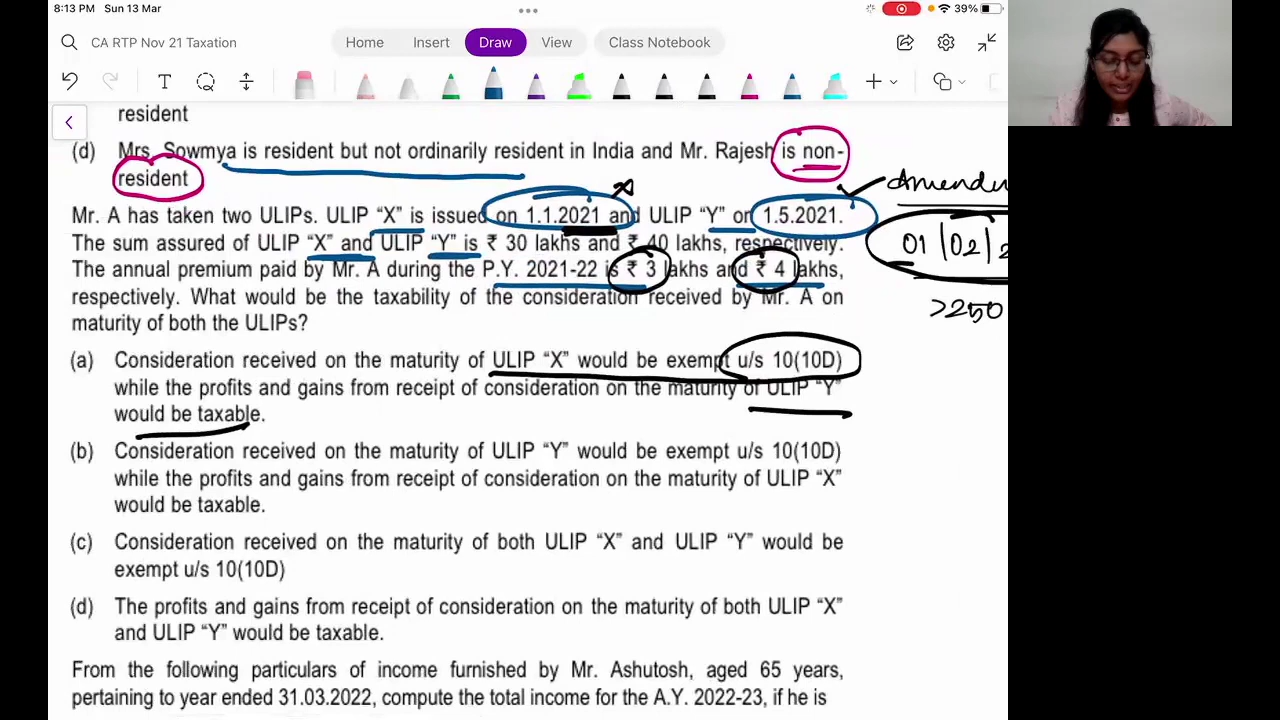 8:13 PM Sun 13 Mar
39%
CA RTP Nov 21 Taxation
Home Insert Draw View Class Notebook
resident
(d) Mrs. Sowmya is resident but not ordinarily resident in India and Mr. Rajesh is non-
resident
Mr. A has taken two ULIPs. ULIP “X” is issued on 1.1.2021 and ULIP “Y” on 1.5.2021.
The sum assured of ULIP “X” and ULIP “Y” is ₹ 30 lakhs and ₹ 40 lakhs, respectively.
The annual premium paid by Mr. A during the P.Y. 2021-22 is ₹ 3 lakhs and ₹ 4 lakhs,
respectively. What would be the taxability of the consideration received by Mr. A on
maturity of both the ULIPs?
(a) Consideration received on the maturity of ULIP “X” would be exempt u/s 10(10D)
while the profits and gains from receipt of consideration on the maturity of ULIP “Y”
would be taxable.
(b) Consideration received on the maturity of ULIP “Y” would be exempt u/s 10(10D)
while the profits and gains from receipt of consideration on the maturity of ULIP “X”
would be taxable.
(c) Consideration received on the maturity of both ULIP “X” and ULIP “Y” would be
exempt u/s 10(10D)
(d) The profits and gains from receipt of consideration on the maturity of both ULIP “X”
and ULIP “Y” would be taxable.
From the following particulars of income furnished by Mr. Ashutosh, aged 65 years,
pertaining to year ended 31.03.2022, compute the total income for the A.Y. 2022-23, if he is
01|02|2
>250